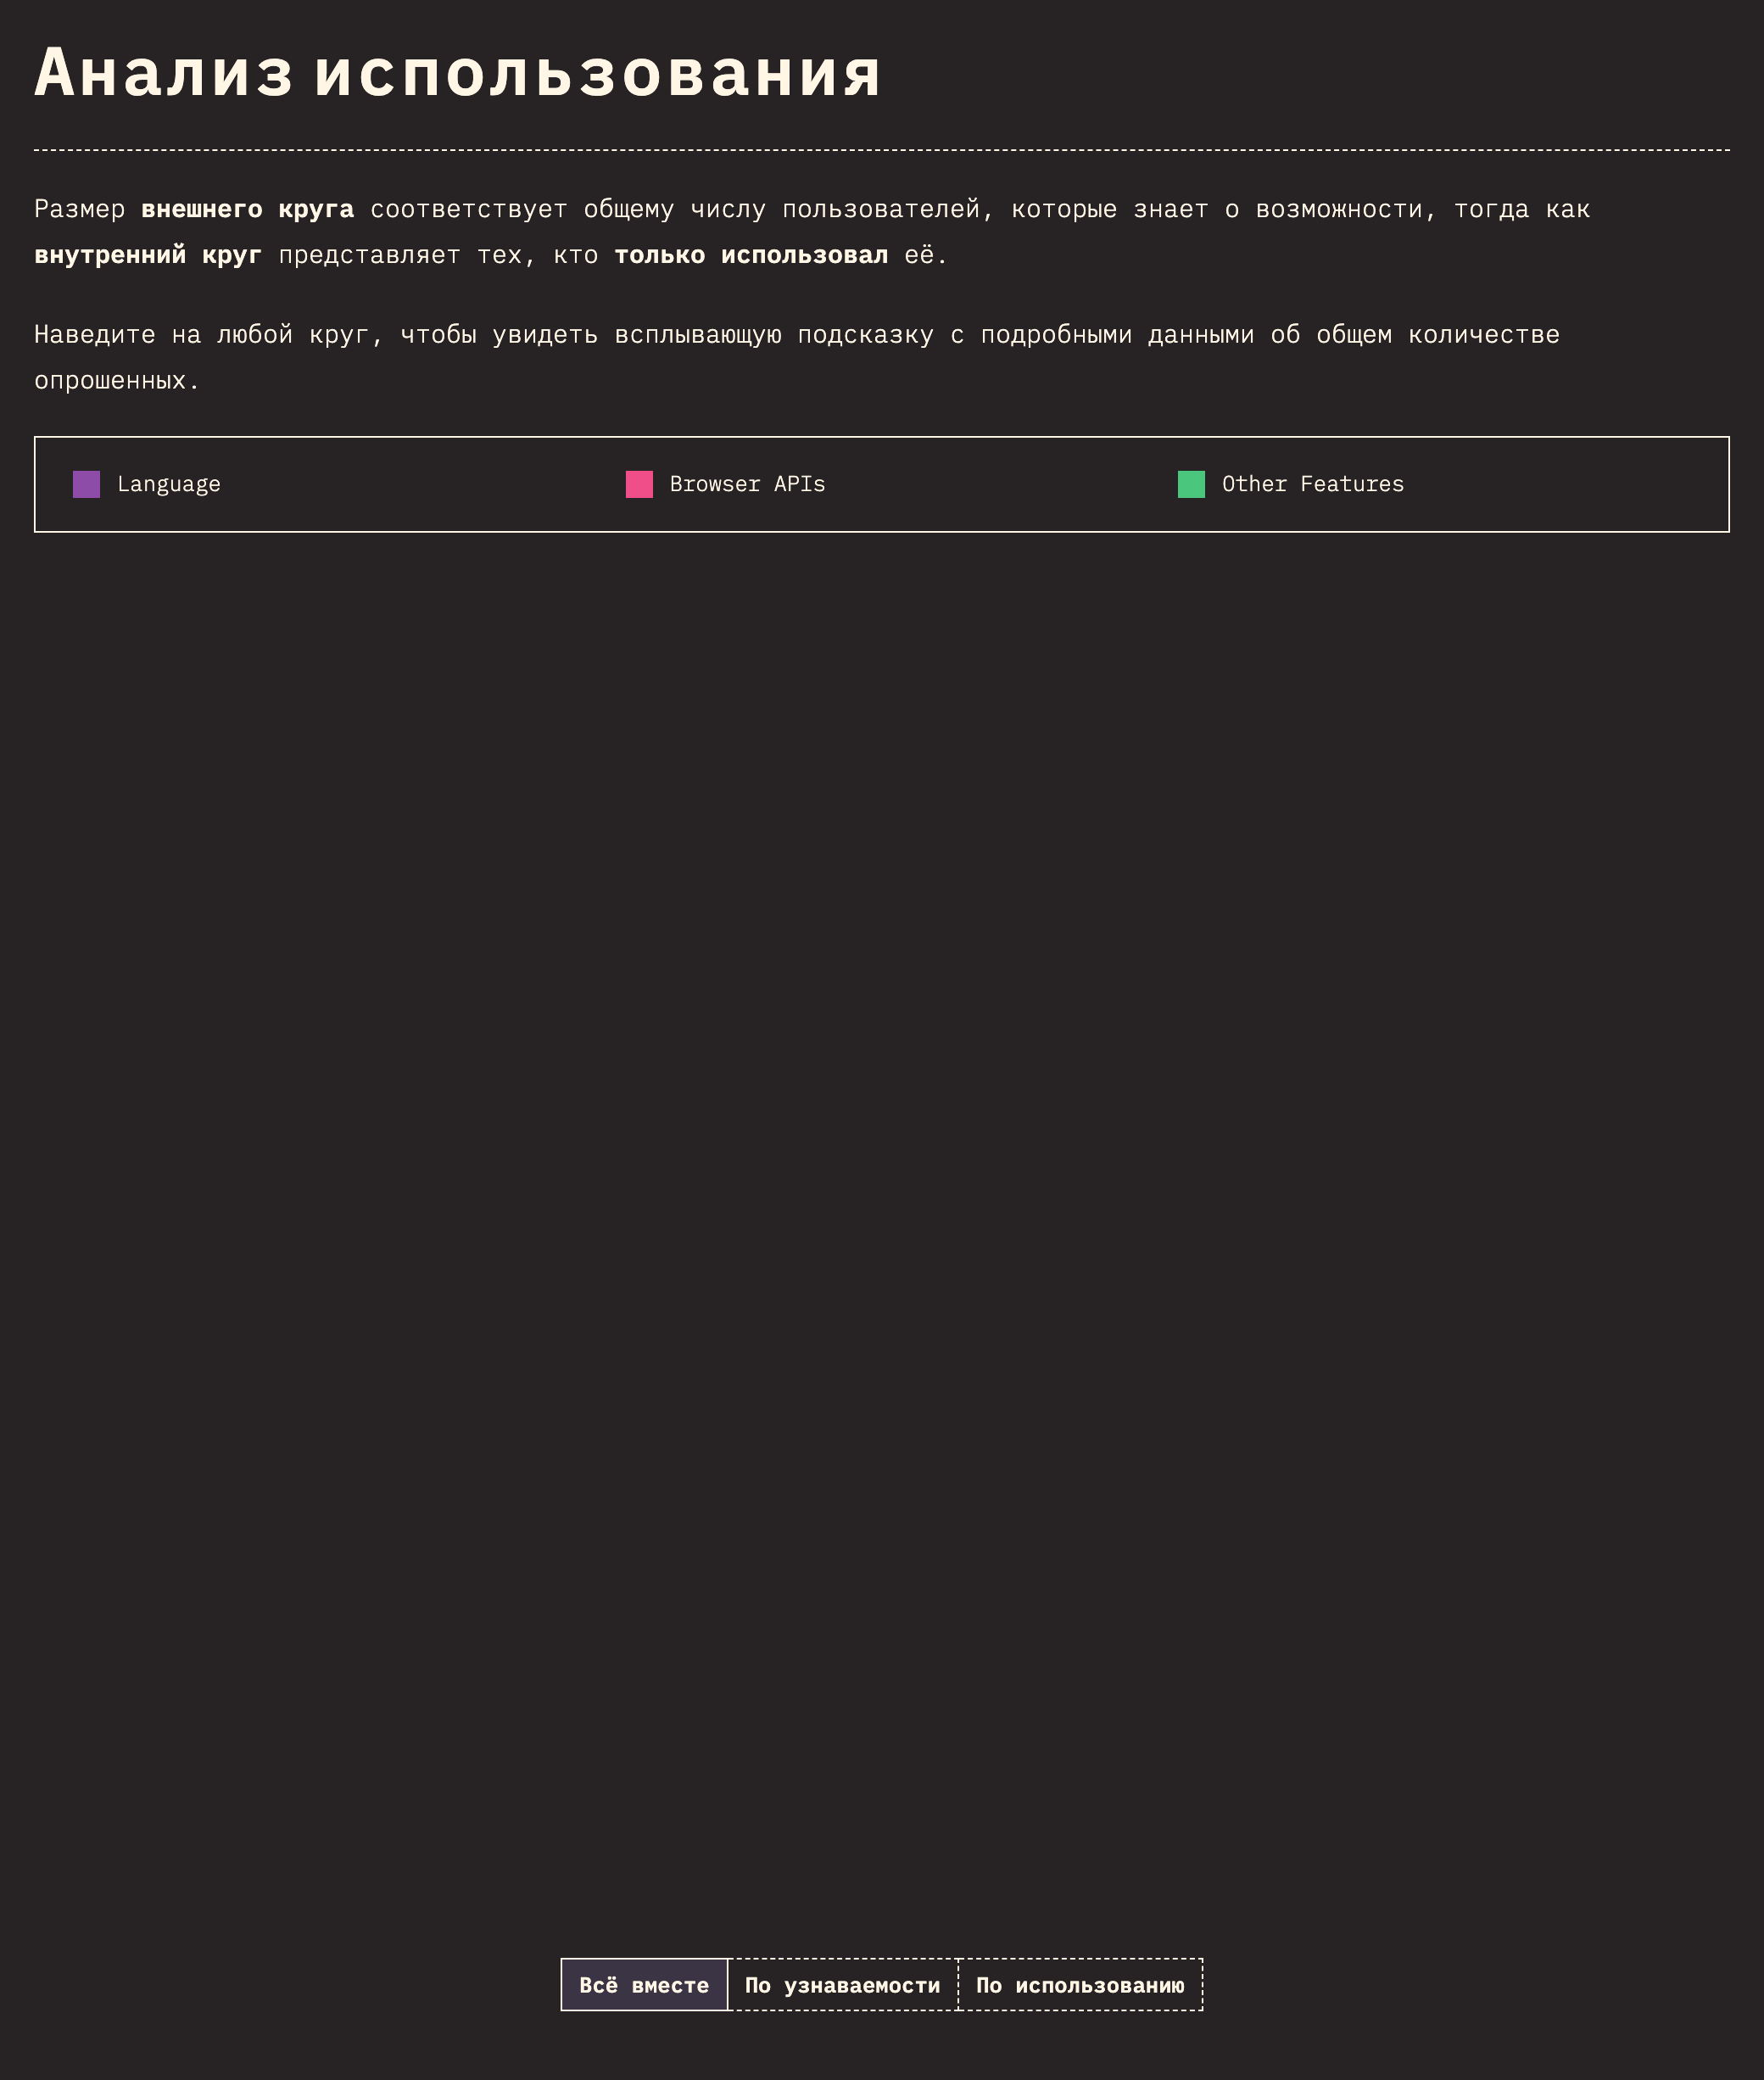 Анализ использования
Размер внешнего круга соответствует общему числу пользователей, которые знает о возможности, тогда как
внутренний круг представляет тех, кто только использовал её.
Наведите на любой круг, чтобы увидеть всплывающую подсказку с подробными данными об общем количестве
опрошенных.
Language Browser APIs Other Features
Всё вместе По узнаваемости По использованию